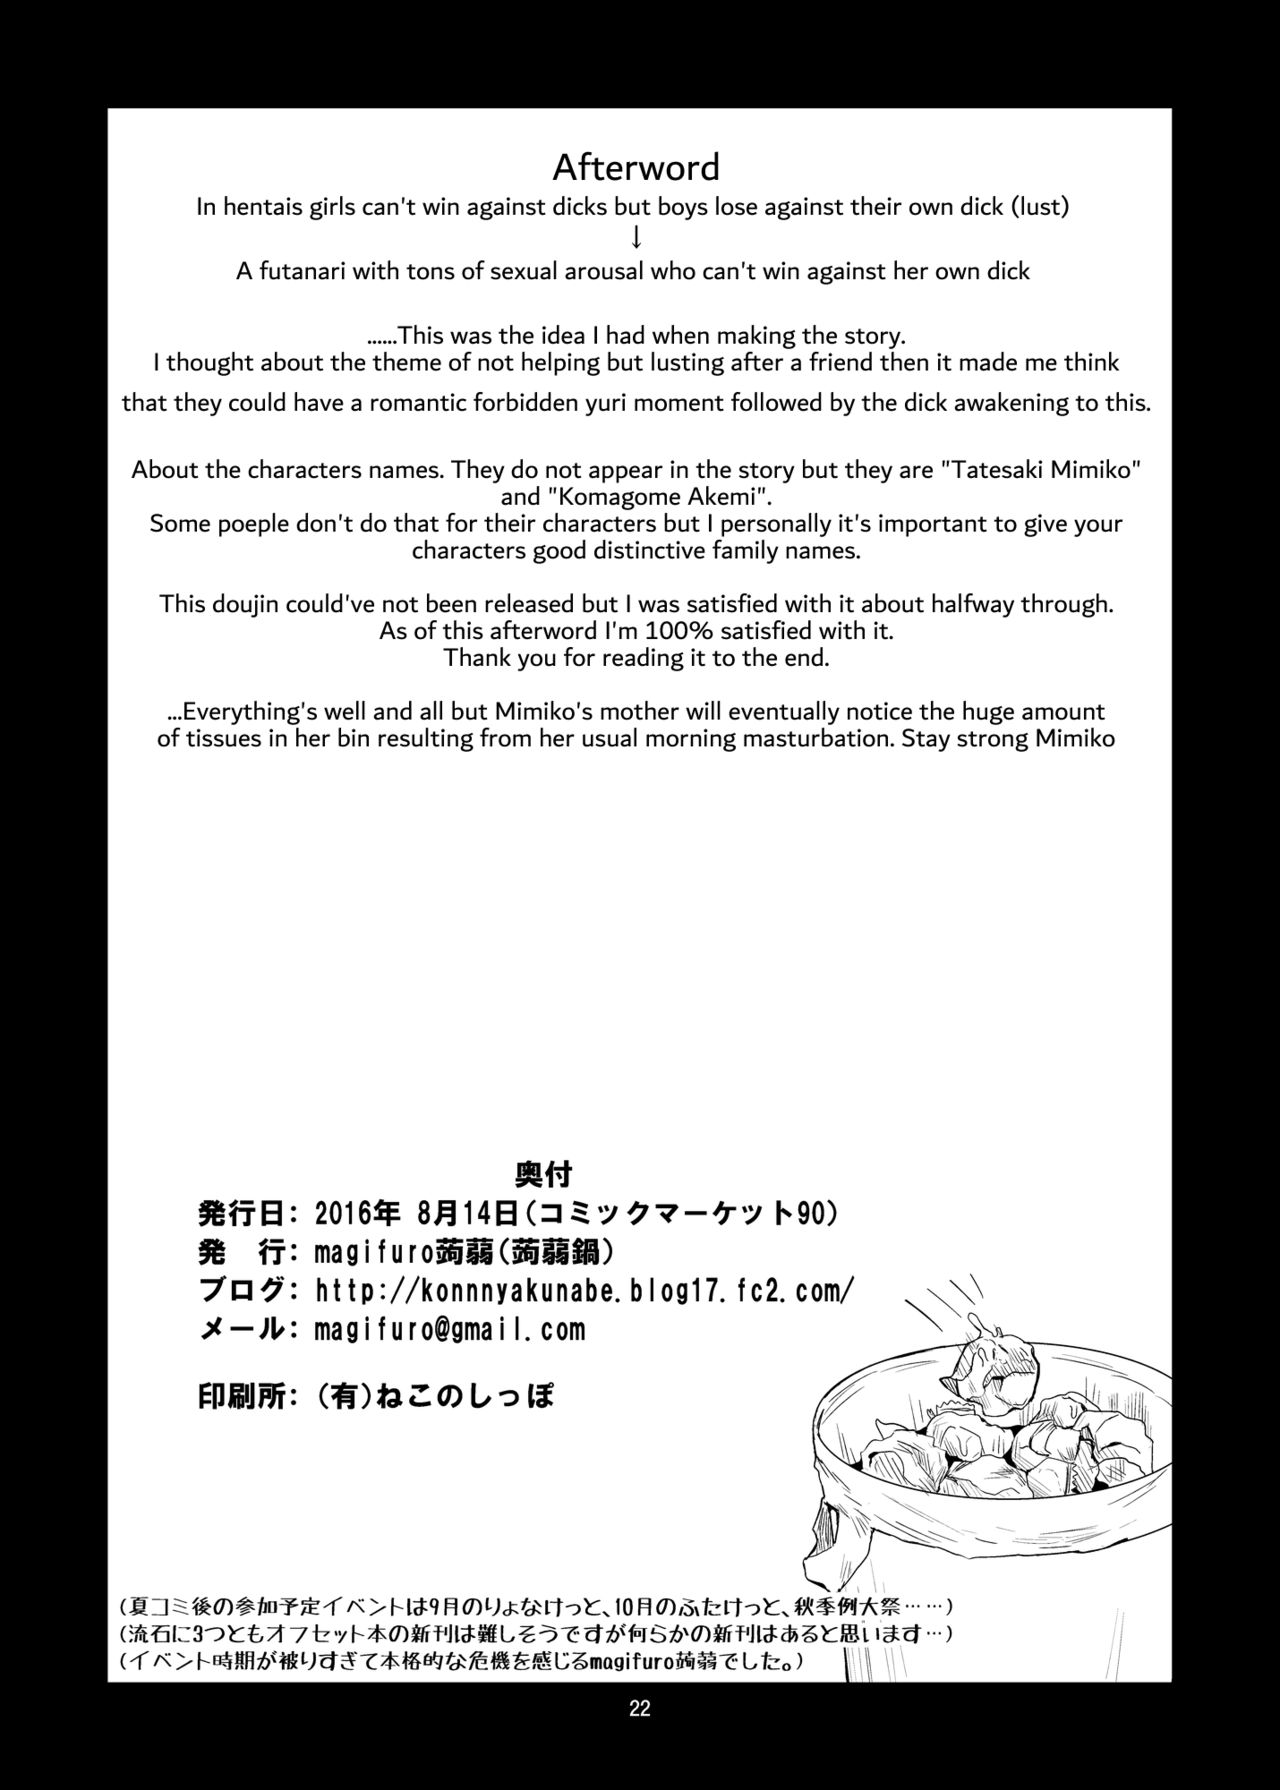 Afterword
In hentais girls can't win against dicks but boys lose against their own dick (lust)
↓
A futanari with tons of sexual arousal who can't win against her own dick
......This was the idea I had when making the story.
I thought about the theme of not helping but lusting after a friend then it made me think
that they could have a romantic forbidden yuri moment followed by the dick awakening to this.
About the characters names. They do not appear in the story but they are "Tatesaki Mimiko"
and "Komagome Akemi".
Some poeple don't do that for their characters but I personally it's important to give your
characters good distinctive family names.
This doujin could've not been released but I was satisfied with it about halfway through.
As of this afterword I'm 100% satisfied with it.
Thank you for reading it to the end.
...Everything's well and all but Mimiko's mother will eventually notice the huge amount
of tissues in her bin resulting from her usual morning masturbation. Stay strong Mimiko
奥付
発行日: 2016年 8月14日(コミックマーケット90)
発　行: magifuro蒟蒻(蒟蒻鍋)
ブログ: http://konnnyakunabe.blog17.fc2.com/
メール: magifuro@gmail.com
印刷所: (有)ねこのしっぽ
(夏コミ後の参加予定イベントは9月のりょなけっと、10月のふたけっと、秋季例大祭……)
(流石に3つともオフセット本の新刊は難しそうですが何らかの新刊はあると思います…)
(イベント時期が被りすぎて本格的な危機を感じるmagifuro蒟蒻でした。)
22